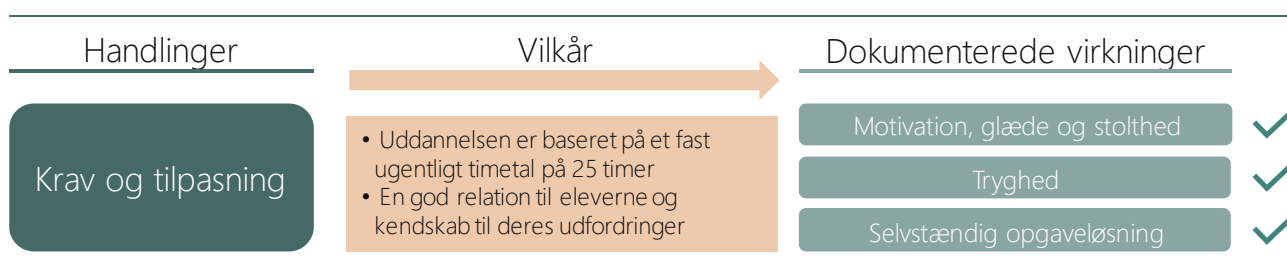 Handlinger
Vilkår
Dokumenterede virkninger
Krav og tilpasning
• Uddannelsen er baseret på et fast
ugentligt timetal på 25 timer
• En god relation til eleverne og
kendskab til deres udfordringer
Motivation, glæde og stolthed
Tryghed
Selvstændig opgaveløsning